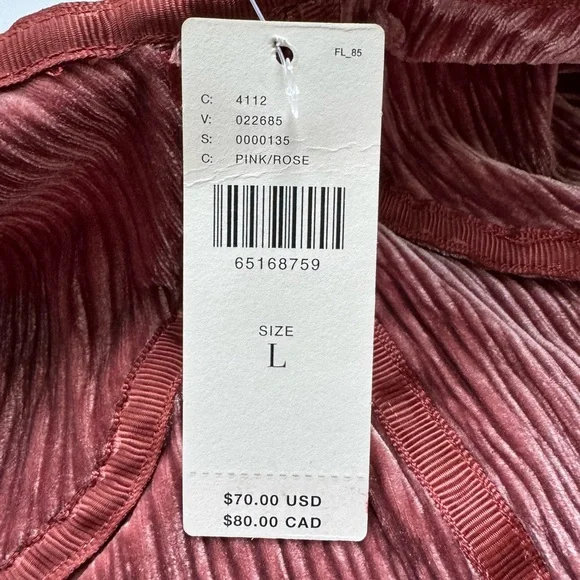 FL_85
C: 4112
V: 022685
S: 0000135
C: PINK/ROSE
65168759
SIZE
L
$70.00 USD
$80.00 CAD